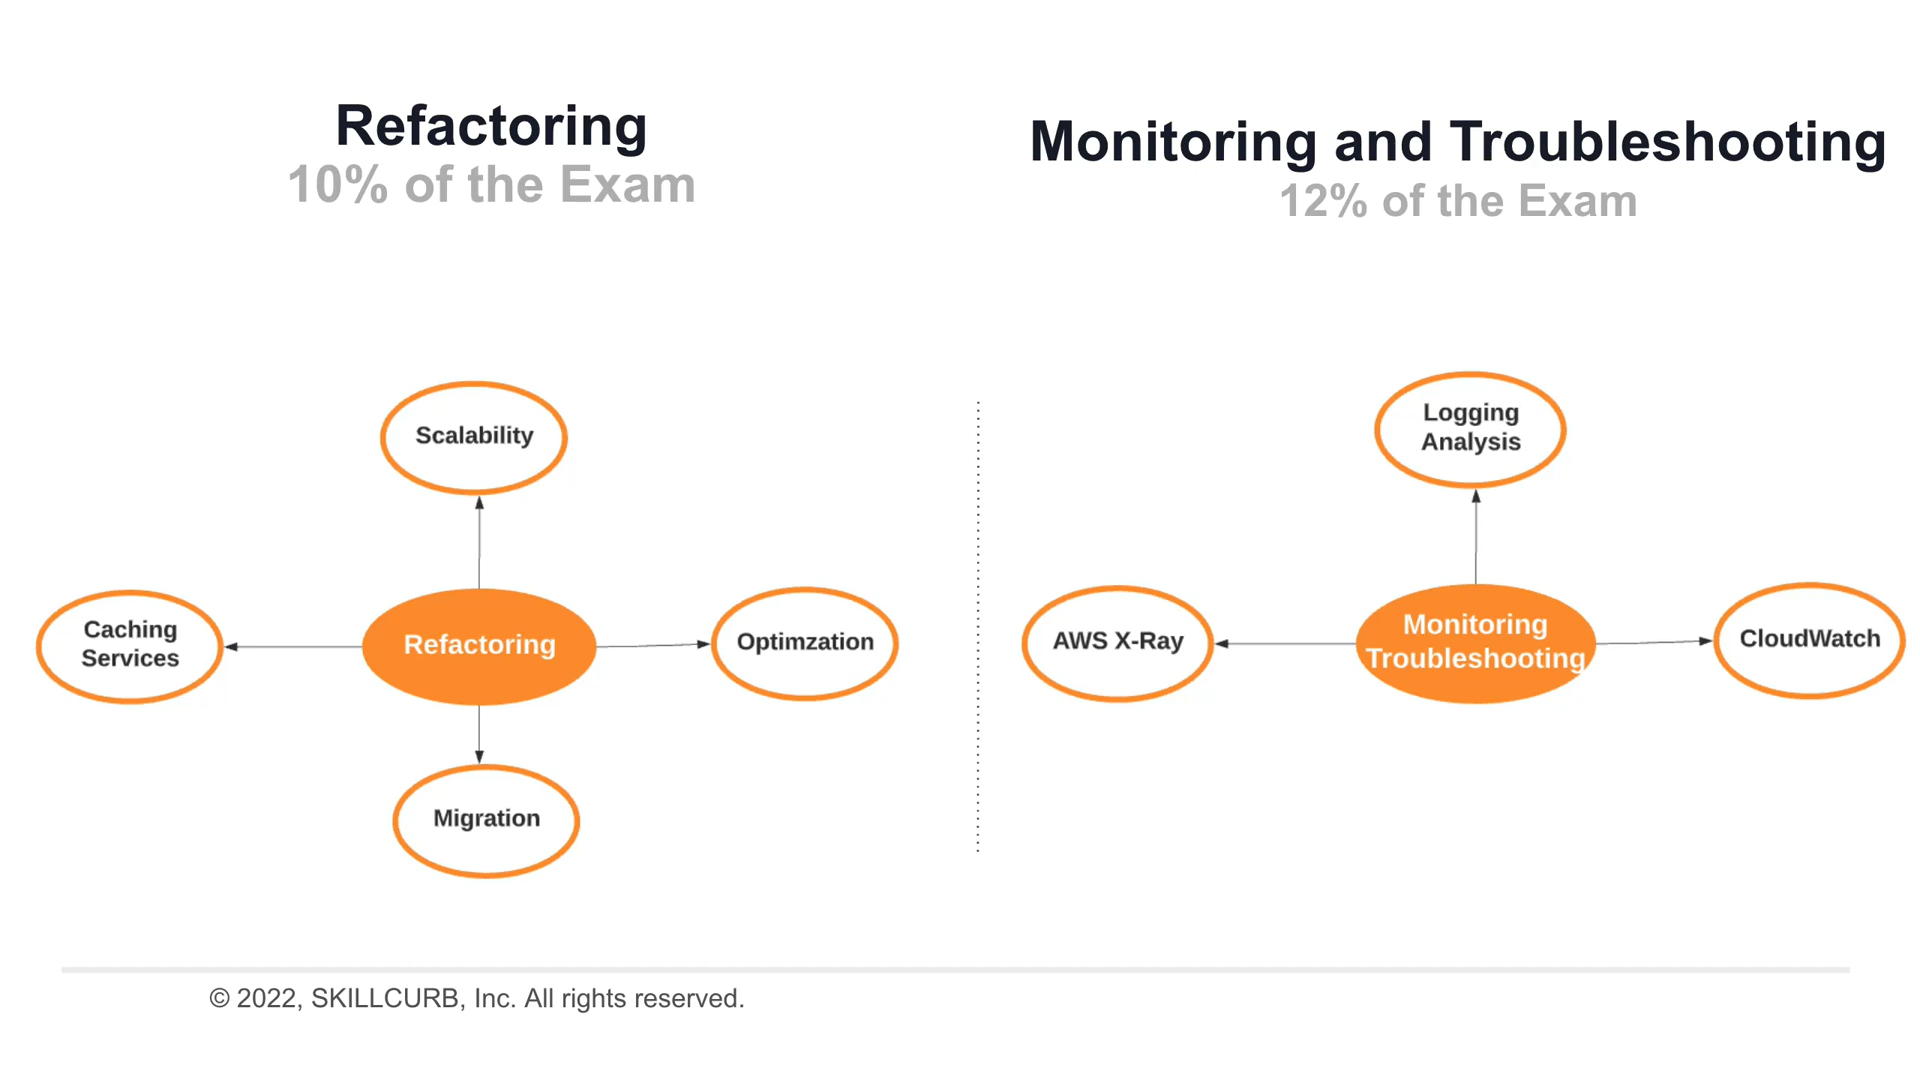 Refactoring
10% of the Exam
Scalability
Caching
Services
Refactoring
Optimzation
Migration
Monitoring and Troubleshooting
12% of the Exam
Logging
Analysis
AWS X-Ray
Monitoring
Troubleshooting
CloudWatch
© 2022, SKILLCURB, Inc. All rights reserved.